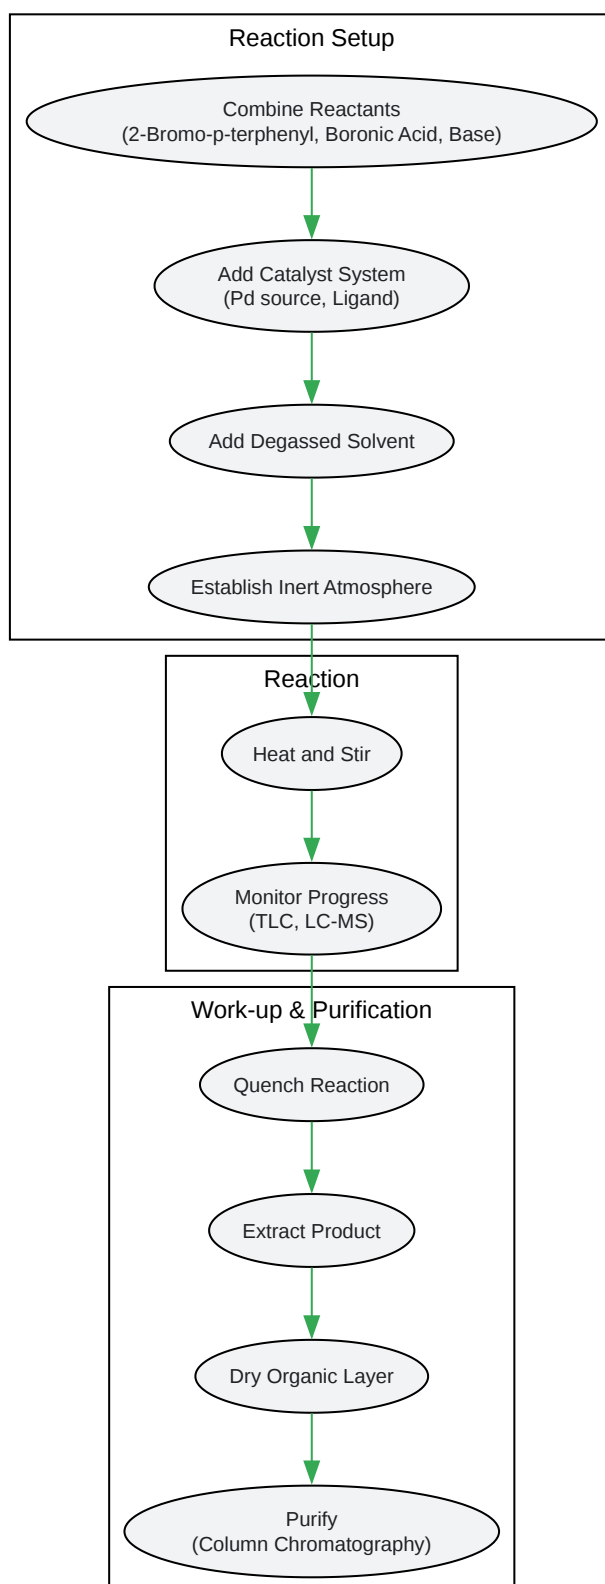 Reaction Setup
Combine Reactants
(2-Bromo-p-terphenyl, Boronic Acid, Base)
Add Catalyst System
(Pd source, Ligand)
Add Degassed Solvent
Establish Inert Atmosphere
Reaction
Heat and Stir
Monitor Progress
(TLC, LC-MS)
Work-up & Purification
Quench Reaction
Extract Product
Dry Organic Layer
Purify
(Column Chromatography)